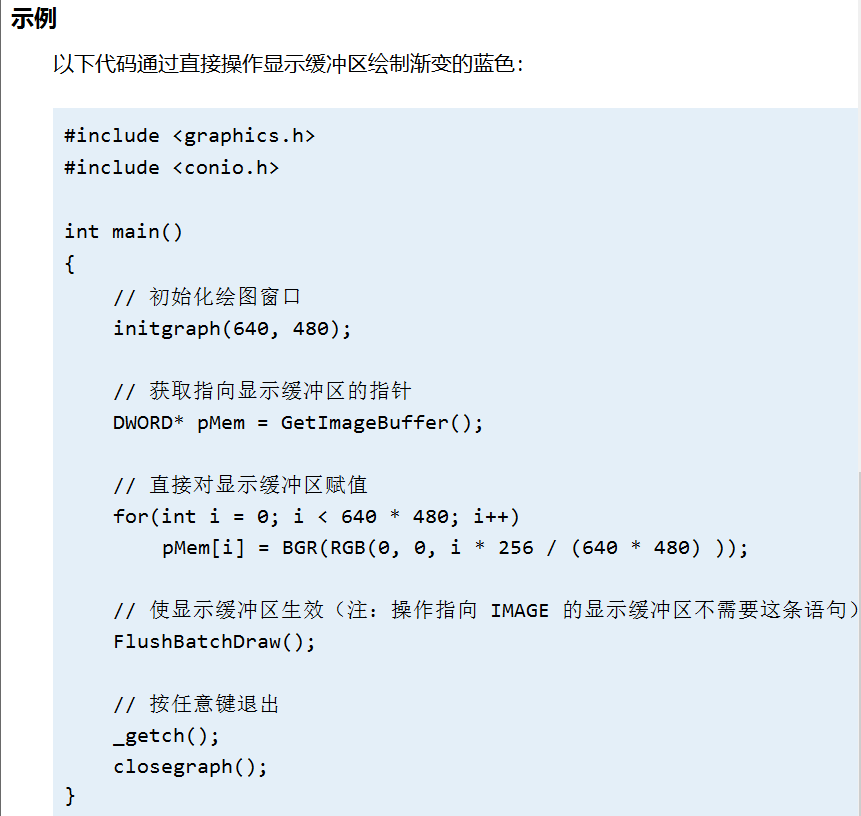 示例
以下代码通过直接操作显示缓冲区绘制渐变的蓝色：
#include <graphics.h>
#include <conio.h>
int main()
{
// 初始化绘图窗口
initgraph(640, 480);
// 获取指向显示缓冲区的指针
DWORD* pMem = GetImageBuffer();
// 直接对显示缓冲区赋值
for(int i = 0; i < 640 * 480; i++)
pMem[i] = BGR(RGB(0, 0, i * 256 / (640 * 480) ));
// 使显示缓冲区生效（注：操作指向 IMAGE 的显示缓冲区不需要这条语句）
FlushBatchDraw();
// 按任意键退出
_getch();
closegraph();
}